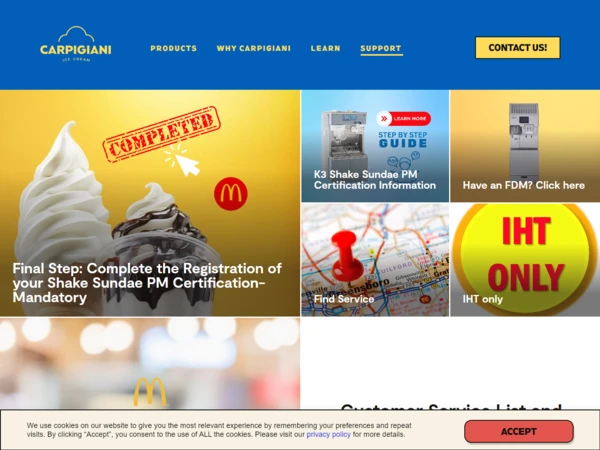 CARPIGIANI
ICE CREAM
PRODUCTS
WHY CARPIGIANI
LEARN
SUPPORT
CONTACT US!
COMPLETED
Final Step: Complete the Registration of
your Shake Sundae PM Certification-
Mandatory
LEARN MORE
STEP BY STEP
GUIDE
K3 Shake Sundae PM
Certification Information
Have an FDM? Click here
GUILFORD
Greensboro
Find Service
IHT
ONLY
IHT only
We use cookies on our website to give you the most relevant experience by remembering your preferences and repeat
visits. By clicking “Accept”, you consent to the use of ALL the cookies. Please visit our privacy policy for more details.
ACCEPT